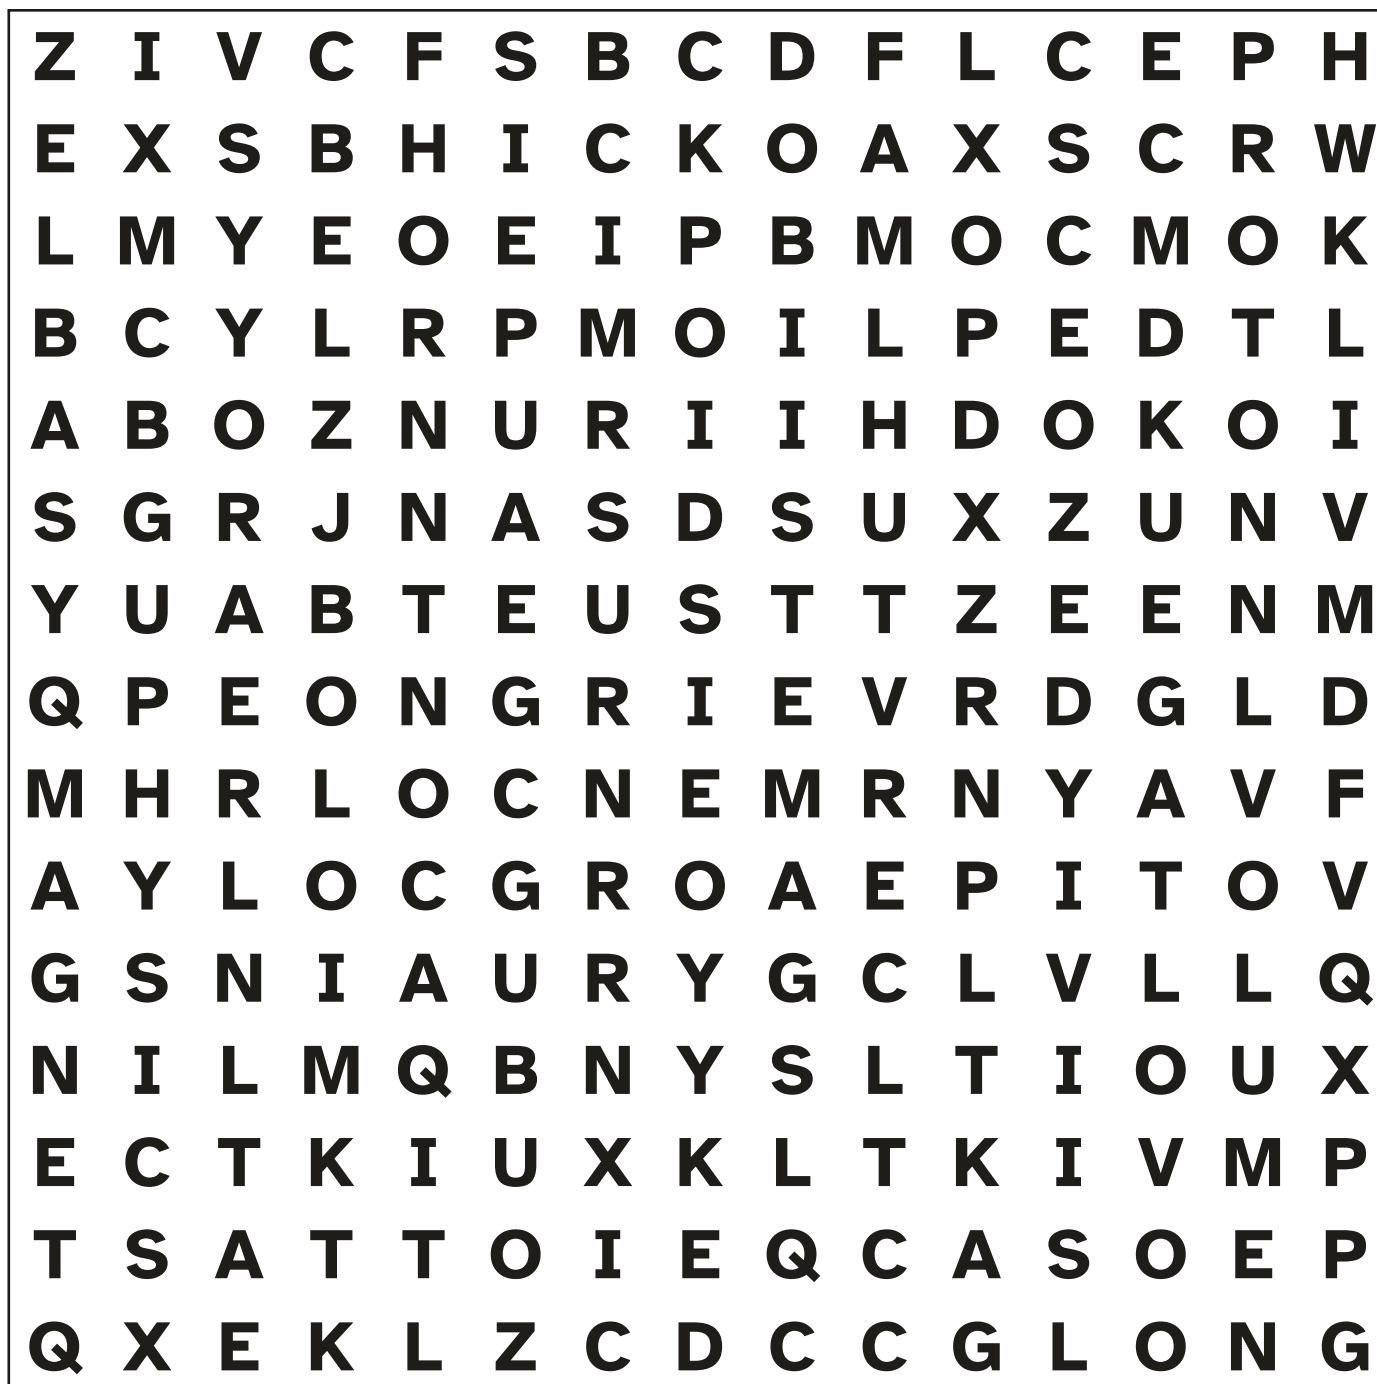 Z I V C F S B C D F L C E P H
E X S B H I C K O A X S C R W
L M Y E O E I P B M O C M O K
B C Y L R P M O I L P E D T L
A B O Z N U R I I H D O K O I
S G R J N A S D S U X Z U N V
Y U A B T E U S T T Z E E N M
Q P E O N G R I E V R D G L D
M H R L O C N E M R N Y A V F
A Y L O C G R O A E P I T O V
G S N I A U R Y G C L V L L Q
N I L M Q B N Y S L T I O U X
E C T K I U X K L T K I V M P
T S A T T O I E Q C A S O E P
Q X E K L Z C D C C G L O N G